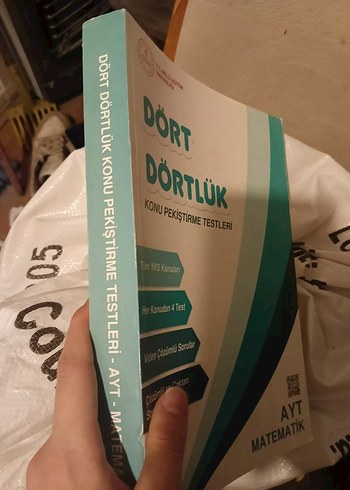 DÖRT DÖRTLÜK KONU PEKİŞTİRME TESTLERİ - AYT - MATEMA
DÖRT
DÖRTLÜK
KONU PEKİŞTİRME TESTLERİ
Tüm YKS Konuları
Her Konudan 4 Test
Video Çözümlü Sorular
AYT
MATEMATİK